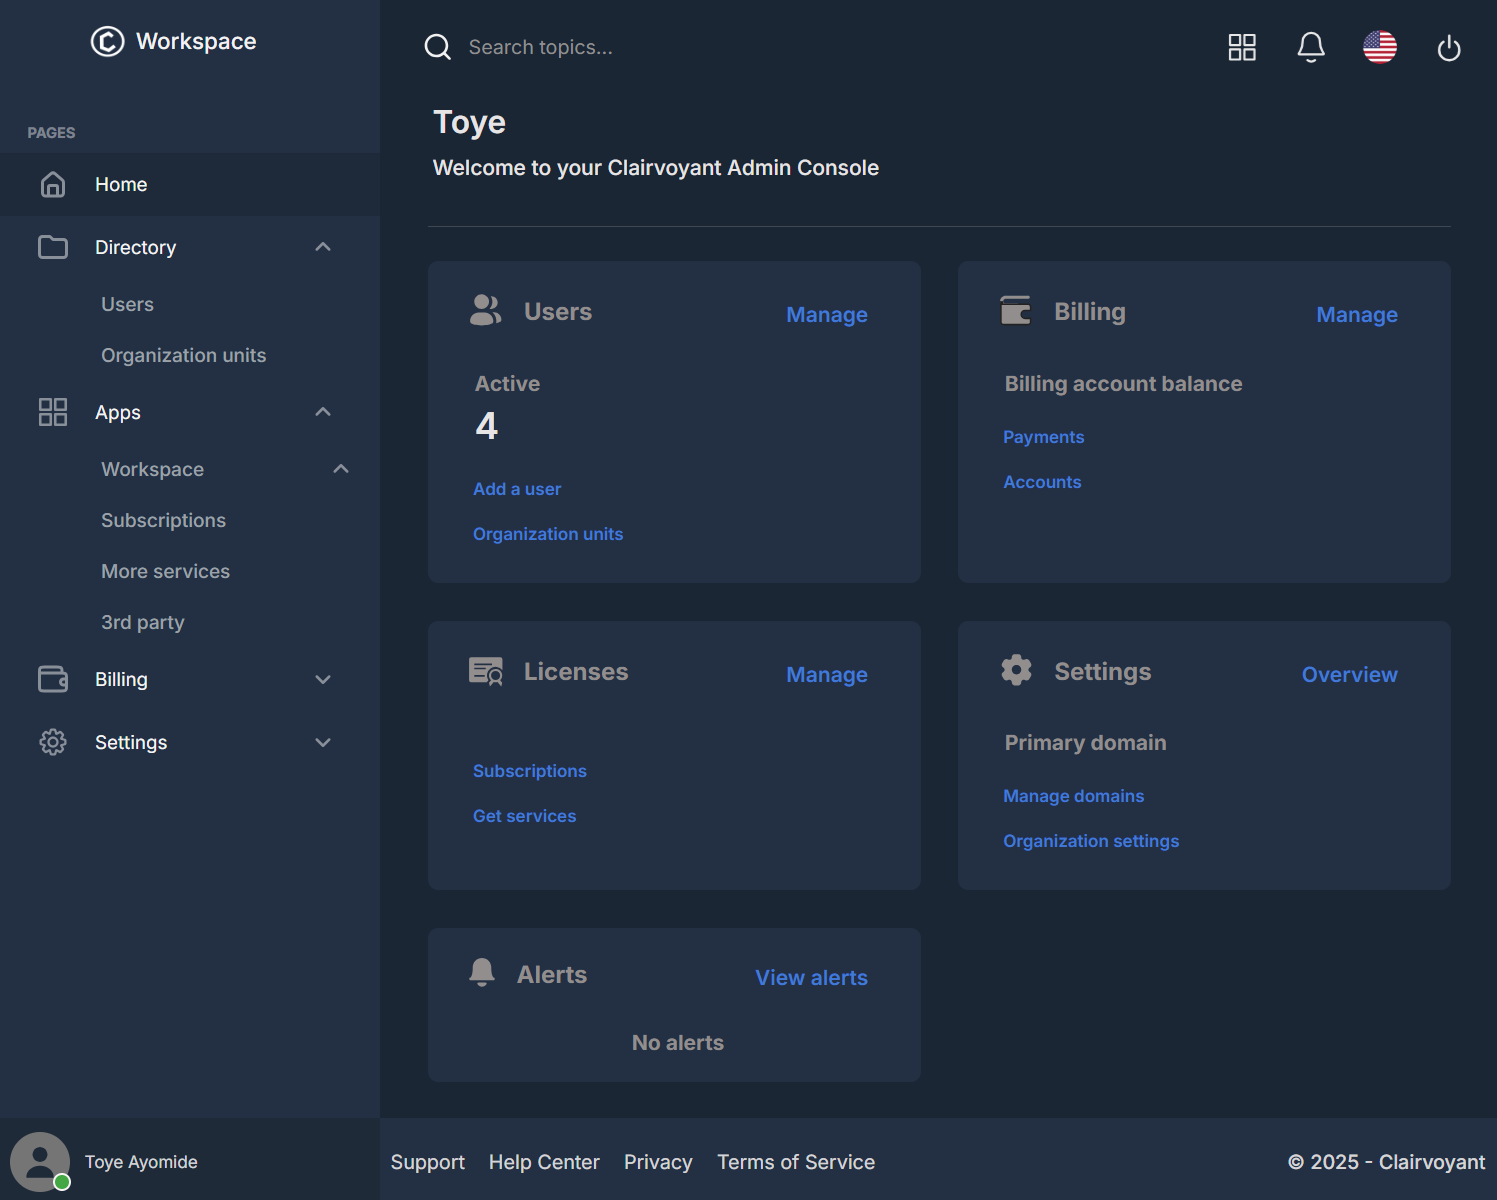 Workspace
PAGES
Home
Directory
Users
Organization units
Apps
Workspace
Subscriptions
More services
3rd party
Billing
Settings
Toye Ayomide
Search topics...
Toye
Welcome to your Clairvoyant Admin Console
Users
Manage
Active
4
Add a user
Organization units
Billing
Manage
Billing account balance
Payments
Accounts
Licenses
Manage
Subscriptions
Get services
Settings
Overview
Primary domain
Manage domains
Organization settings
Alerts
View alerts
No alerts
Support Help Center Privacy Terms of Service
© 2025 - Clairvoyant